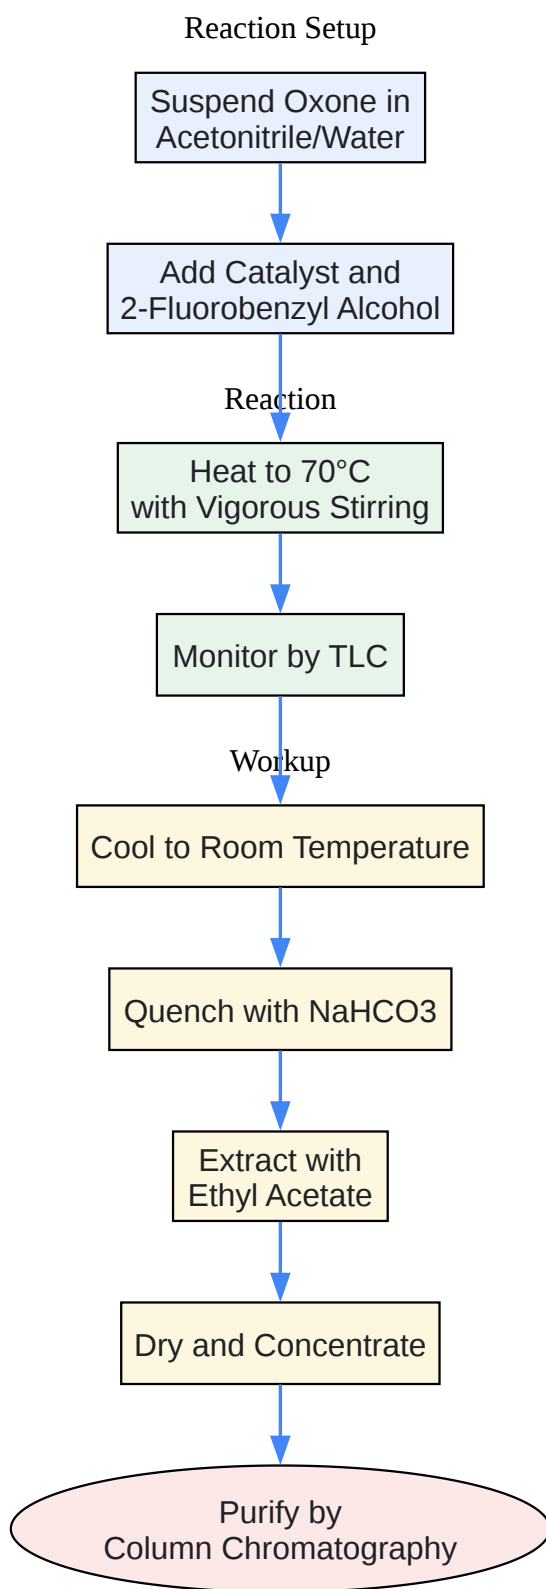 Reaction Setup
Suspend Oxone in
Acetonitrile/Water
Add Catalyst and
2-Fluorobenzyl Alcohol
Reaction
Heat to 70°C
with Vigorous Stirring
Monitor by TLC
Workup
Cool to Room Temperature
Quench with NaHCO3
Extract with
Ethyl Acetate
Dry and Concentrate
Purify by
Column Chromatography